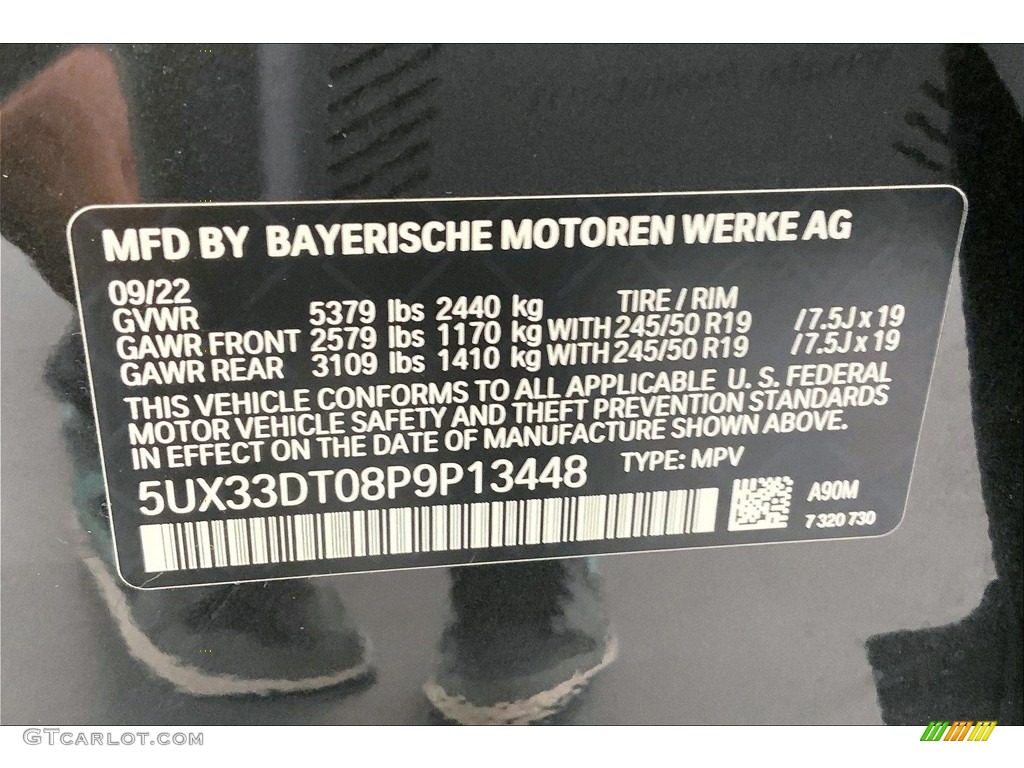 MFD BY BAYERISCHE MOTOREN WERKE AG
09/22 TIRE / RIM
GVWR 5379 lbs 2440 kg
GAWR FRONT 2579 lbs 1170 kg WITH 245/50 R19 /7.5J x 19
GAWR REAR 3109 lbs 1410 kg WITH 245/50 R19 /7.5J x 19
THIS VEHICLE CONFORMS TO ALL APPLICABLE U. S. FEDERAL
MOTOR VEHICLE SAFETY AND THEFT PREVENTION STANDARDS
IN EFFECT ON THE DATE OF MANUFACTURE SHOWN ABOVE.
5UX33DT08P9P13448 TYPE: MPV
A90M
7 320 730
GTCARLOT.COM